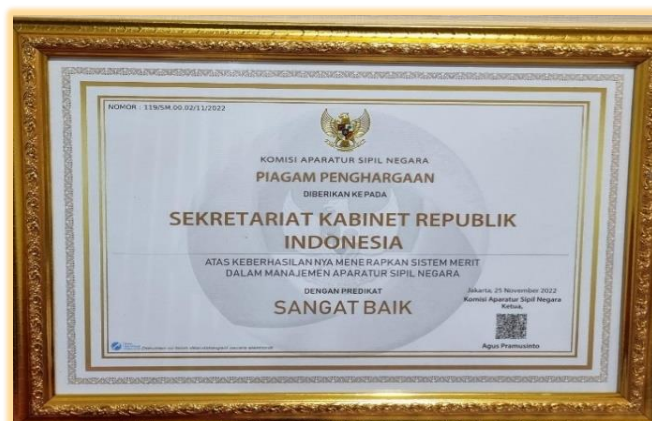 NOMOR : 119/SM.00.02/11/2022
KOMISI APARATUR SIPIL NEGARA
PIAGAM PENGHARGAAN
DIBERIKAN KEPADA
SEKRETARIAT KABINET REPUBLIK
INDONESIA
ATAS KEBERHASILANNYA MENERAPKAN SISTEM MERIT
DALAM MANAJEMEN APARATUR SIPIL NEGARA
DENGAN PREDIKAT
SANGAT BAIK
Jakarta, 25 November 2022
Komisi Aparatur Sipil Negara
Ketua,
Agus Pramusinto